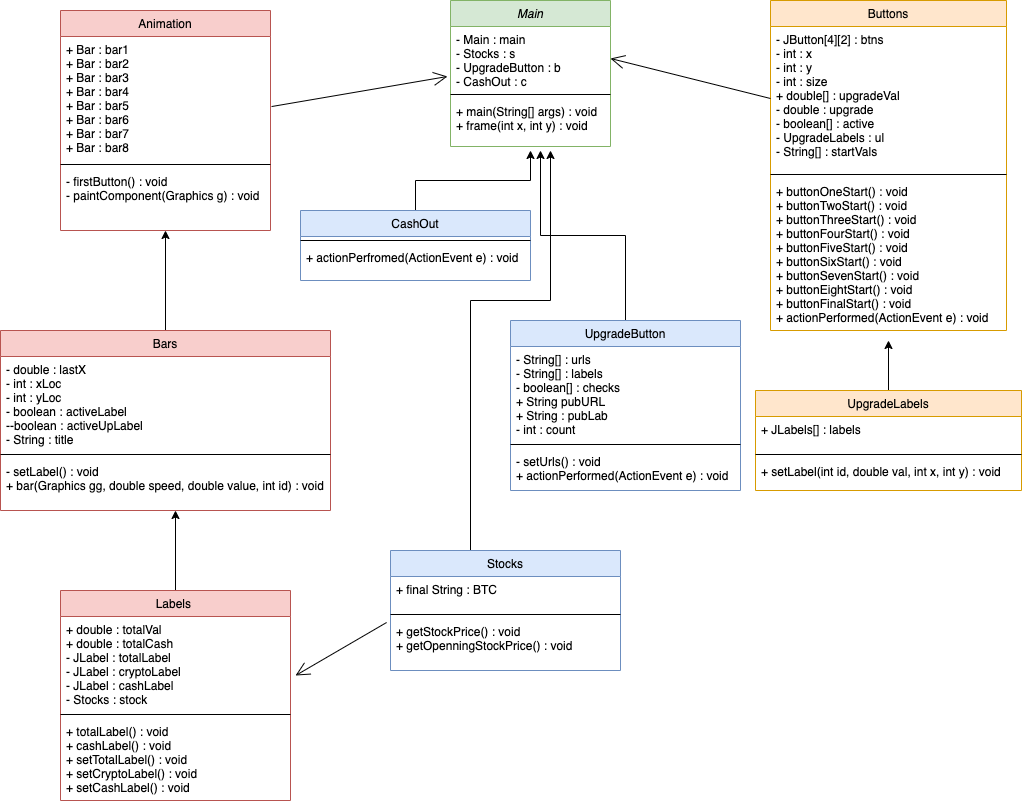 Animation
+ Bar : bar1
+ Bar : bar2
+ Bar : bar3
+ Bar : bar4
+ Bar : bar5
+ Bar : bar6
+ Bar : bar7
+ Bar : bar8
- firstButton() : void
- paintComponent(Graphics g) : void
Main
- Main : main
- Stocks : s
- UpgradeButton : b
- CashOut : c
+ main(String[] args) : void
+ frame(int x, int y) : void
Buttons
- JButton[4][2] : btns
- int : x
- int : y
- int : size
+ double[] : upgradeVal
- double : upgrade
- boolean[] : active
- UpgradeLabels : ul
- String[] : startVals
+ buttonOneStart() : void
+ buttonTwoStart() : void
+ buttonThreeStart() : void
+ buttonFourStart() : void
+ buttonFiveStart() : void
+ buttonSixStart() : void
+ buttonSevenStart() : void
+ buttonEightStart() : void
+ buttonFinalStart() : void
+ actionPerformed(ActionEvent e) : void
CashOut
+ actionPerfromed(ActionEvent e) : void
Bars
- double : lastX
- int : xLoc
- int : yLoc
- boolean : activeLabel
--boolean : activeUpLabel
- String : title
- setLabel() : void
+ bar(Graphics gg, double speed, double value, int id) : void
UpgradeButton
- String[] : urls
- String[] : labels
- boolean[] : checks
+ String pubURL
+ String : pubLab
- int : count
- setUrls() : void
+ actionPerformed(ActionEvent e) : void
UpgradeLabels
+ JLabels[] : labels
+ setLabel(int id, double val, int x, int y) : void
Stocks
+ final String : BTC
+ getStockPrice() : void
+ getOpenningStockPrice() : void
Labels
+ double : totalVal
+ double : totalCash
- JLabel : totalLabel
- JLabel : cryptoLabel
- JLabel : cashLabel
- Stocks : stock
+ totalLabel() : void
+ cashLabel() : void
+ setTotalLabel() : void
+ setCryptoLabel() : void
+ setCashLabel() : void